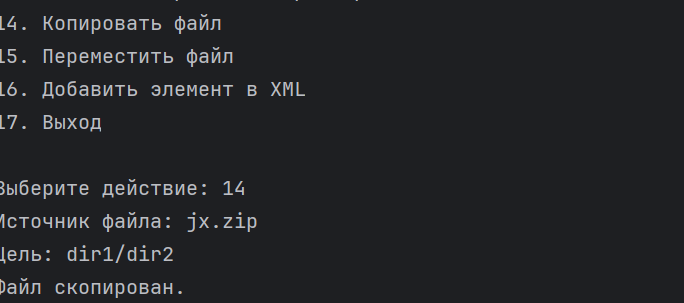 14. Копировать файл
15. Переместить файл
16. Добавить элемент в XML
17. Выход
Выберите действие: 14
Источник файла: jx.zip
Цель: dir1/dir2
Файл скопирован.